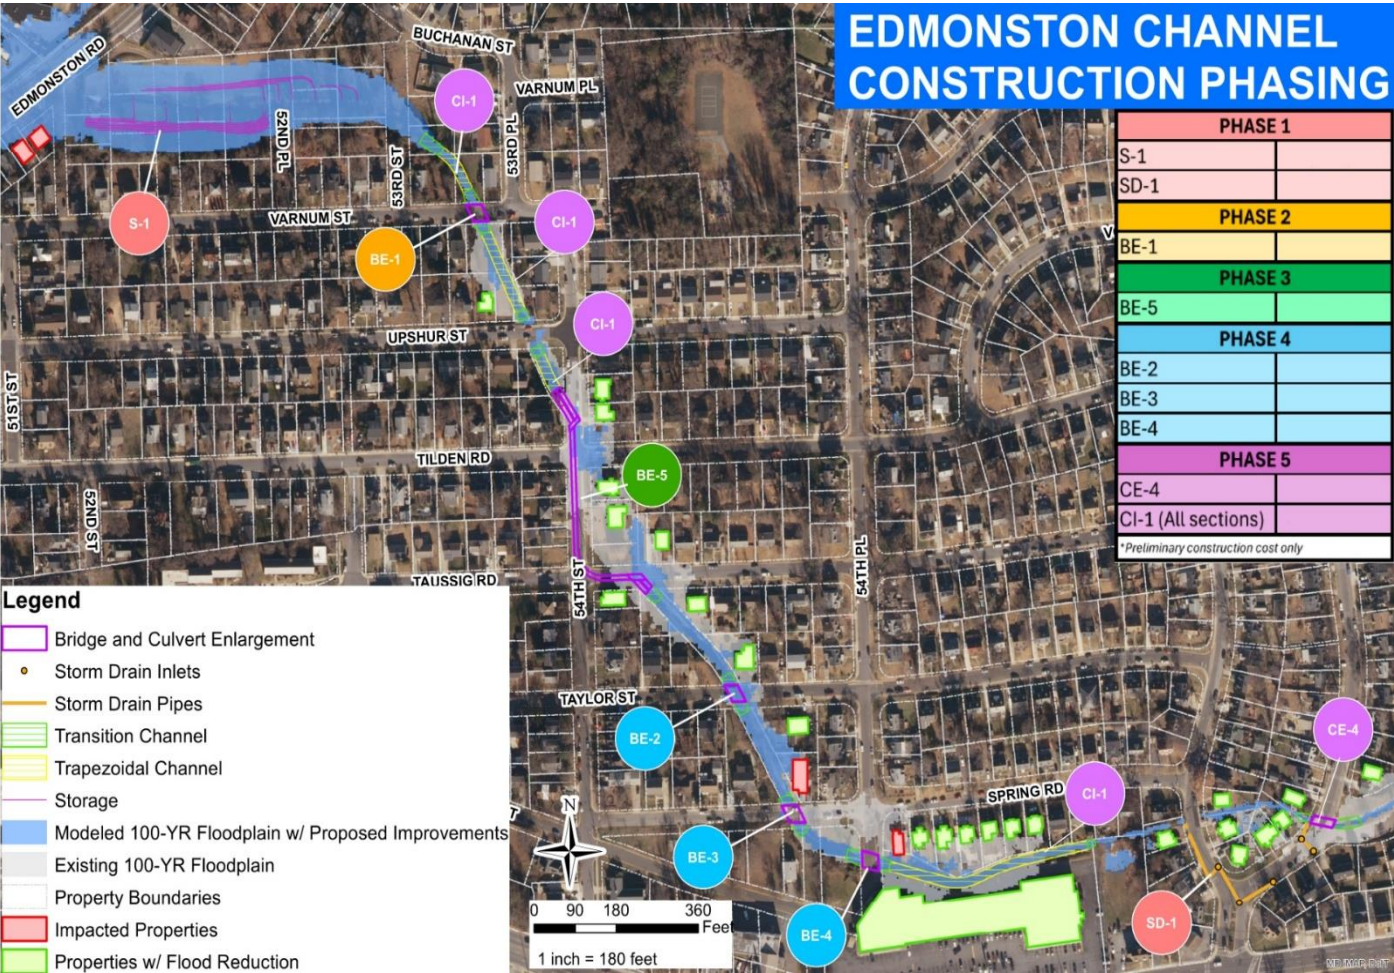 EDMONSTON CHANNEL
CONSTRUCTION PHASING
PHASE 1
S-1
SD-1
PHASE 2
BE-1
PHASE 3
BE-5
PHASE 4
BE-2
BE-3
BE-4
PHASE 5
CE-4
CI-1 (All sections)
*Preliminary construction cost only
EDMONSTON RD
BUCHANAN ST
VARNUM PL
CI-1
53RD PL
52ND PL
53RD ST
S-1
VARNUM ST
CI-1
BE-1
V
UPSHUR ST
CI-1
51ST ST
TILDEN RD
BE-5
52ND ST
54TH PL
TAUSSIG RD
54TH ST
TAYLOR ST
BE-2
CE-4
SPRING RD
CI-1
T
BE-3
SD-1
BE-4
Legend
Bridge and Culvert Enlargement
Storm Drain Inlets
Storm Drain Pipes
Transition Channel
Trapezoidal Channel
Storage
Modeled 100-YR Floodplain w/ Proposed Improvements
Existing 100-YR Floodplain
Property Boundaries
Impacted Properties
Properties w/ Flood Reduction
N
0 90 180 360
Feet
1 inch = 180 feet